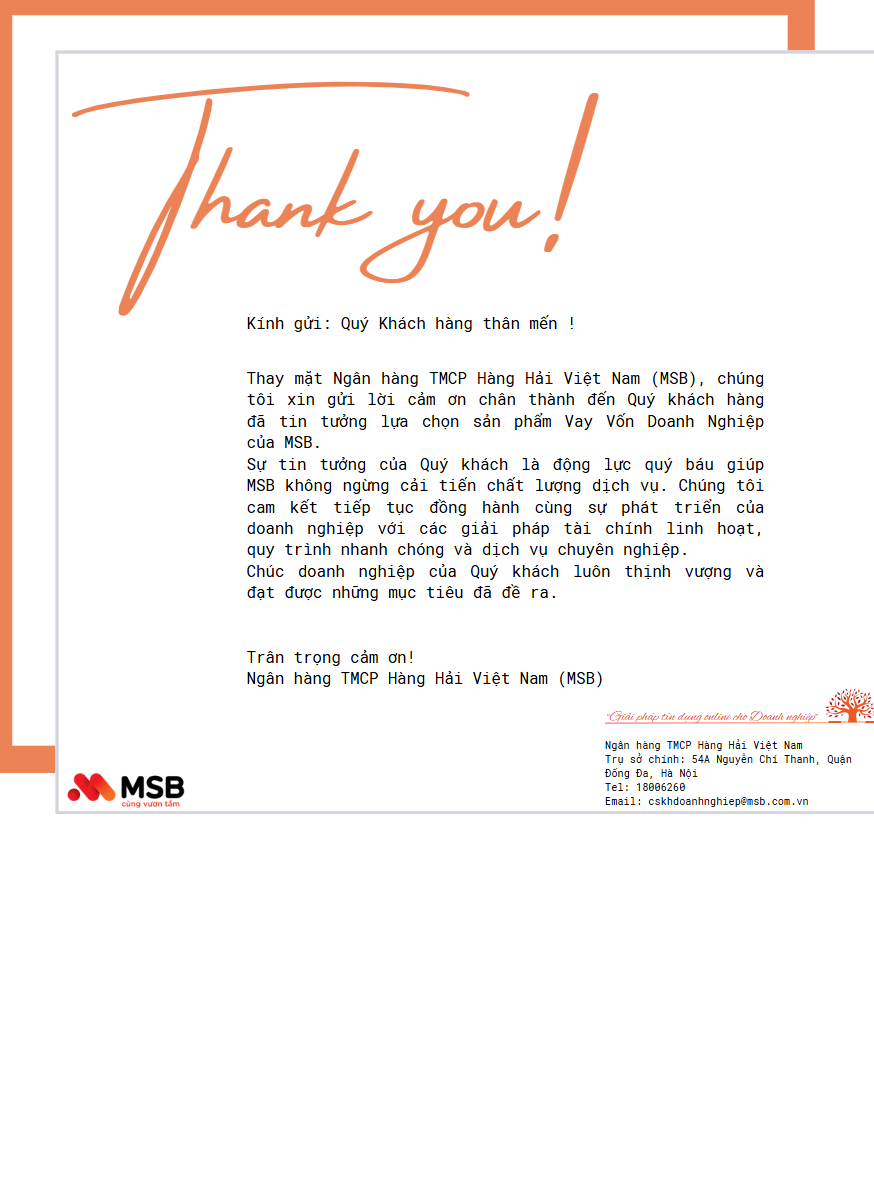 Thank you!
Kính gửi: Quý Khách hàng thân mến !
Thay mặt Ngân hàng TMCP Hàng Hải Việt Nam (MSB), chúng
tôi xin gửi lời cảm ơn chân thành đến Quý khách hàng
đã tin tưởng lựa chọn sản phẩm Vay Vốn Doanh Nghiệp
của MSB.
Sự tin tưởng của Quý khách là động lực quý báu giúp
MSB không ngừng cải tiến chất lượng dịch vụ. Chúng tôi
cam kết tiếp tục đồng hành cùng sự phát triển của
doanh nghiệp với các giải pháp tài chính linh hoạt,
quy trình nhanh chóng và dịch vụ chuyên nghiệp.
Chúc doanh nghiệp của Quý khách luôn thịnh vượng và
đạt được những mục tiêu đã đề ra.
Trân trọng cảm ơn!
Ngân hàng TMCP Hàng Hải Việt Nam (MSB)
"Giải pháp tín dụng online cho Doanh nghiệp"
Ngân hàng TMCP Hàng Hải Việt Nam
Trụ sở chính: 54A Nguyễn Chí Thanh, Quận
Đống Đa, Hà Nội
Tel: 18006260
Email: cskhdoanhnghiep@msb.com.vn
MSB
cùng vươn tầm